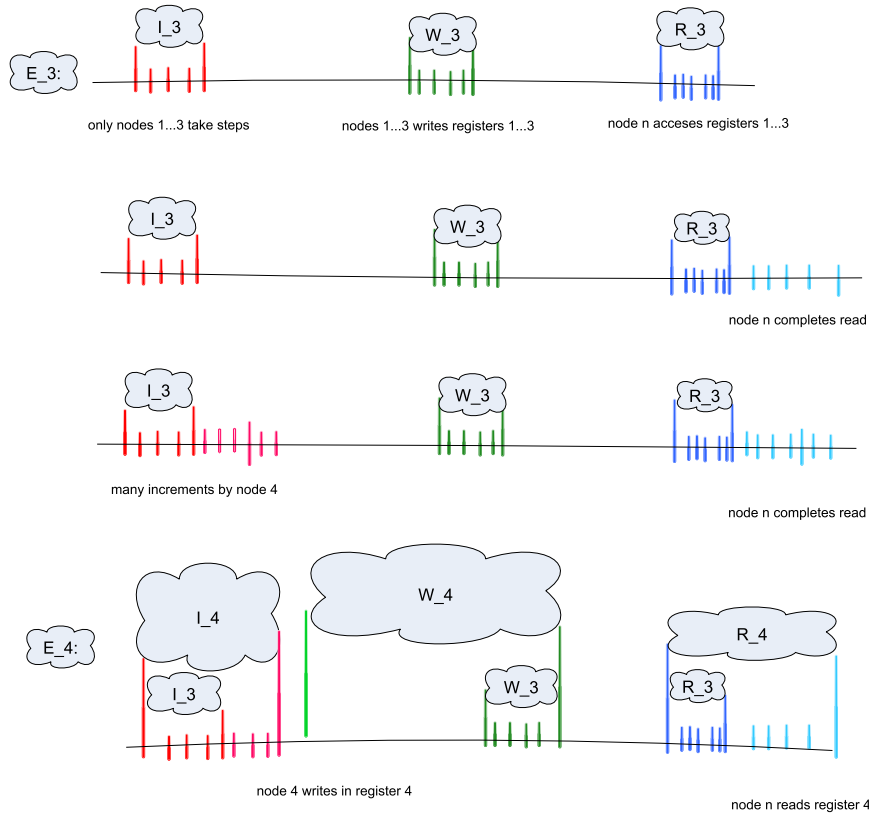 I_3
W_3
R_3
E_3:
only nodes 1...3 take steps
nodes 1...3 writes registers 1...3
node n acceses registers 1...3
I_3
W_3
R_3
node n completes read
I_3
W_3
R_3
many increments by node 4
node n completes read
I_4
W_4
R_4
E_4:
I_3
W_3
R_3
node 4 writes in register 4
node n reads register 4